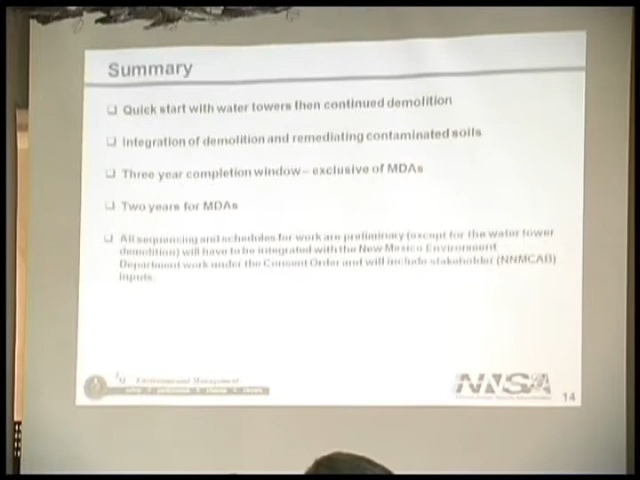 Summary
Quick start with water towers then continued demolition
Integration of demolition and remediating contaminated soils
Three year completion window – exclusive of MDAs
Two years for MDAs
All sequencing and schedules for work are preliminary (except for the water tower
demolition) will have to be integrated with the New Mexico Environment
Department work under the Consent Order and will include stakeholder (NNMCAB)
inputs.
EM Environmental Management
NNSA
14